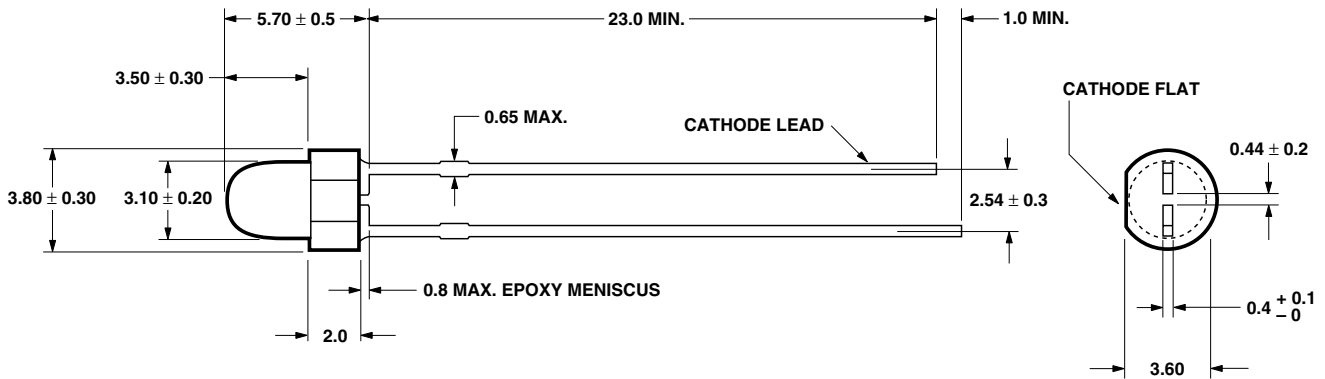 5.70 ± 0.5
23.0 MIN.
1.0 MIN.
3.50 ± 0.30
CATHODE FLAT
0.65 MAX.
CATHODE LEAD
0.44 ± 0.2
3.80 ± 0.30
3.10 ± 0.20
2.54 ± 0.3
0.8 MAX. EPOXY MENISCUS
0.4 + 0.1
– 0
2.0
3.60